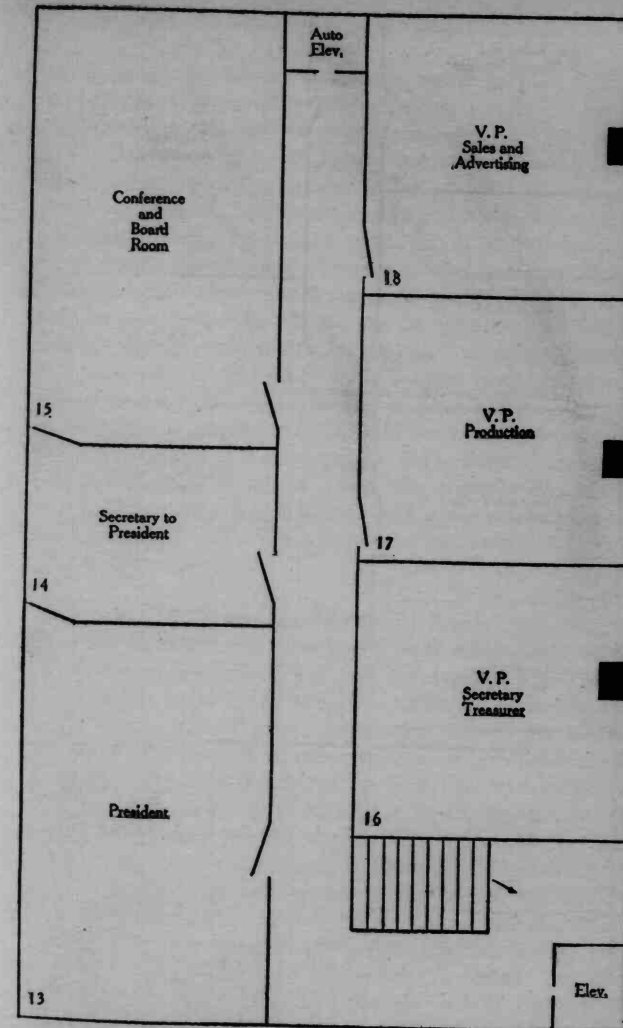 Auto
Elev.
V. P.
Sales and
Advertising
Conference
and
Board
Room
18
15
V. P.
Production
Secretary to
President
17
14
V. P.
Secretary
Treasurer
President
16
13
Elev.